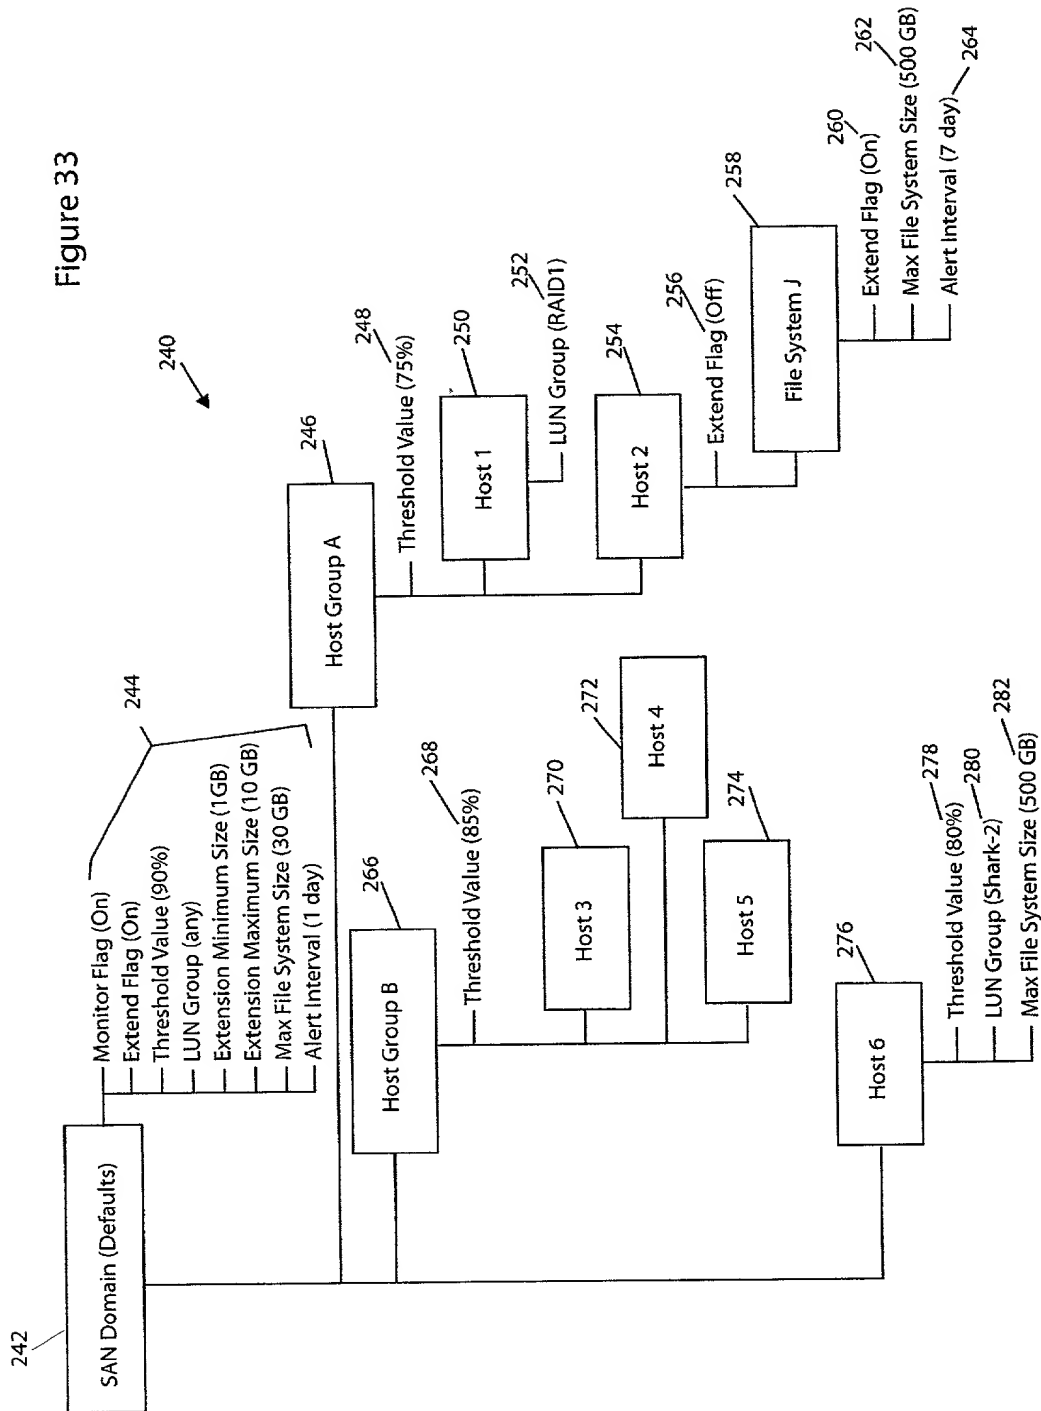 Figure 33
240
242
SAN Domain (Defaults)
244
Monitor Flag (On)
Extend Flag (On)
Threshold Value (90%)
LUN Group (any)
Extension Minimum Size (1GB)
Extension Maximum Size (10 GB)
Max File System Size (30 GB)
Alert Interval (1 day)
246
Host Group A
248
Threshold Value (75%)
250
Host 1
252
LUN Group (RAID1)
254
Host 2
256
Extend Flag (Off)
258
File System J
260
Extend Flag (On)
262
Max File System Size (500 GB)
Alert Interval (7 day)
264
266
Host Group B
268
Threshold Value (85%)
270
Host 3
272
Host 4
274
Host 5
276
Host 6
278
Threshold Value (80%)
280
LUN Group (Shark-2)
282
Max File System Size (500 GB)